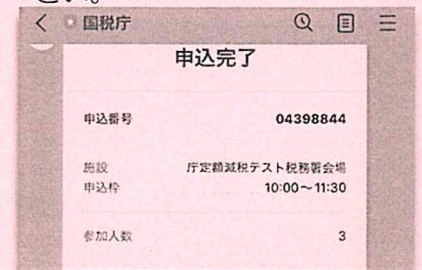 さい。
国税庁
申込完了
申込番号 04398844
施設 庁定額減税テスト税務署会場
申込枠 10:00～11:30
参加人数 3